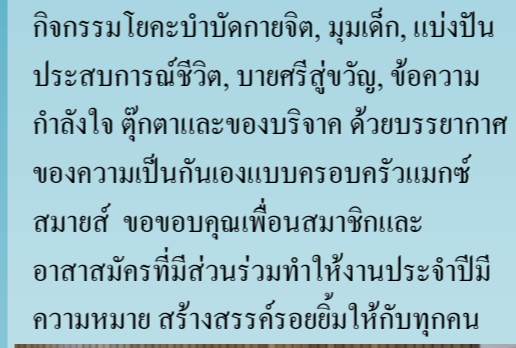 กิจกรรมโยคะบำบัดกายจิต, มุมเด็ก, แบ่งปัน
ประสบการณ์ชีวิต, บายศรีสู่ขวัญ, ข้อความ
กำลังใจ ตุ๊กตาและของบริจาค ด้วยบรรยากาศ
ของความเป็นกันเองแบบครอบครัวแมกซ์
สมายส์ ขอขอบคุณเพื่อนสมาชิกและ
อาสาสมัครที่มีส่วนร่วมทำให้งานประจำปีมี
ความหมาย สร้างสรรค์รอยยิ้มให้กับทุกคน